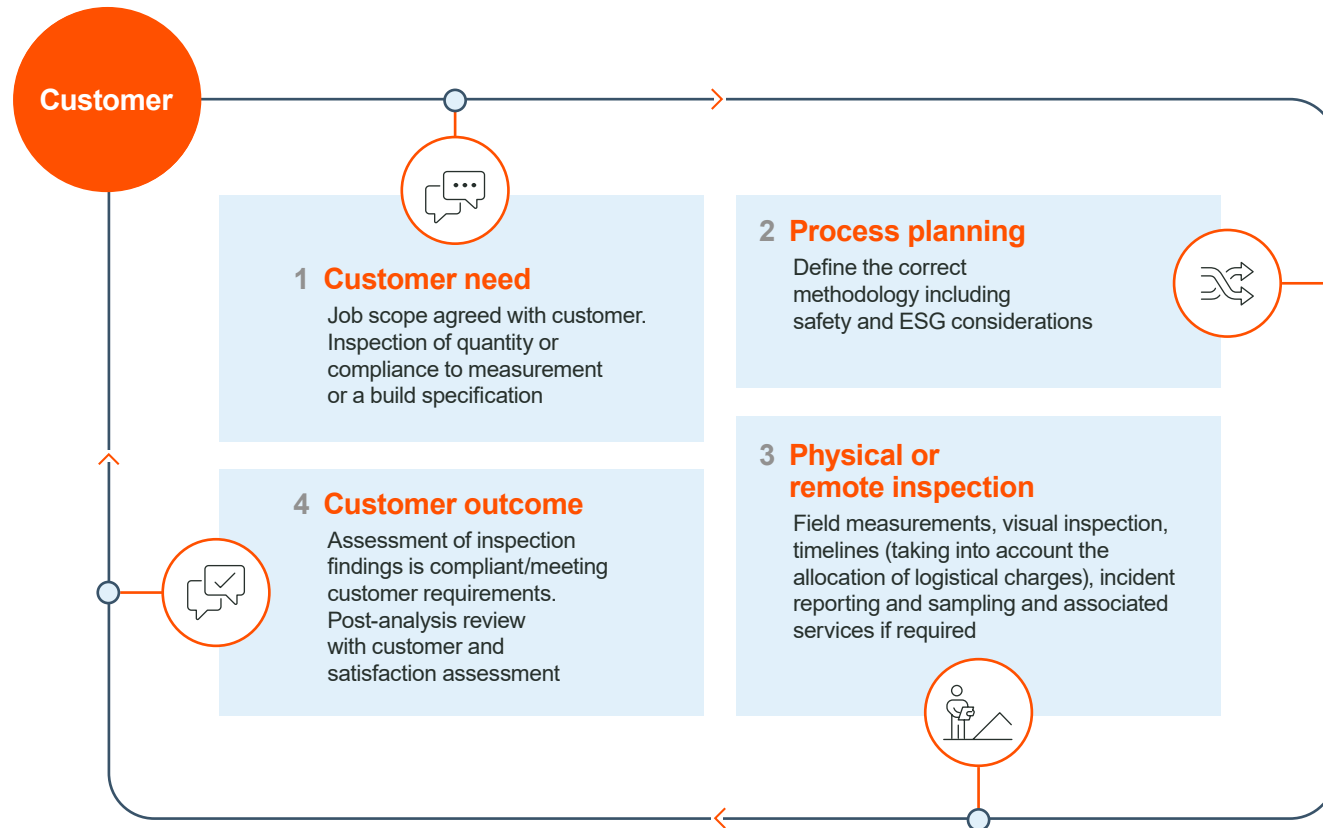 Customer
1 Customer need
Job scope agreed with customer.
Inspection of quantity or
compliance to measurement
or a build specification
2 Process planning
Define the correct
methodology including
safety and ESG considerations
3 Physical or
remote inspection
Field measurements, visual inspection,
timelines (taking into account the
allocation of logistical charges), incident
reporting and sampling and associated
services if required
4 Customer outcome
Assessment of inspection
findings is compliant/meeting
customer requirements.
Post-analysis review
with customer and
satisfaction assessment